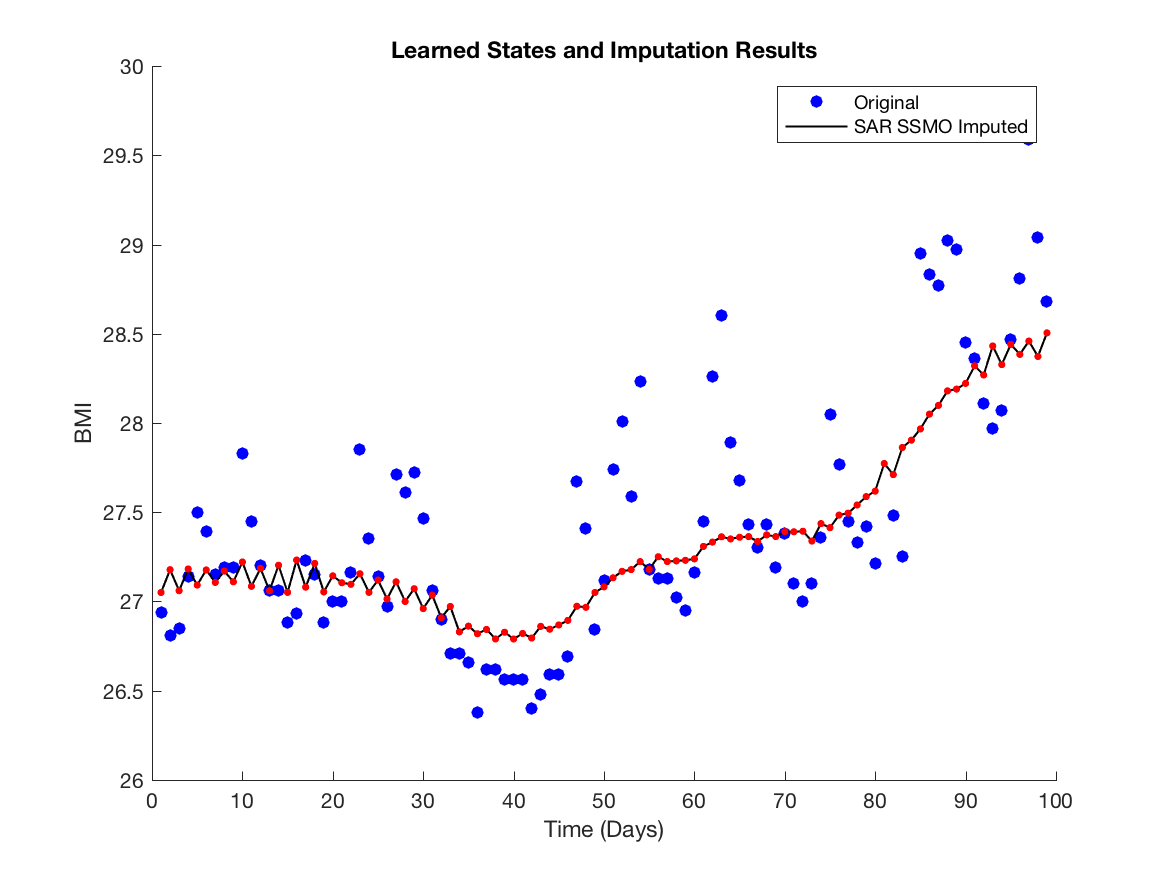 Learned States and Imputation Results
30
29.5
29
28.5
28
27.5
27
26.5
26
BMI
Original
SAR SSMO Imputed
0 10 20 30 40 50 60 70 80 90 100
Time (Days)